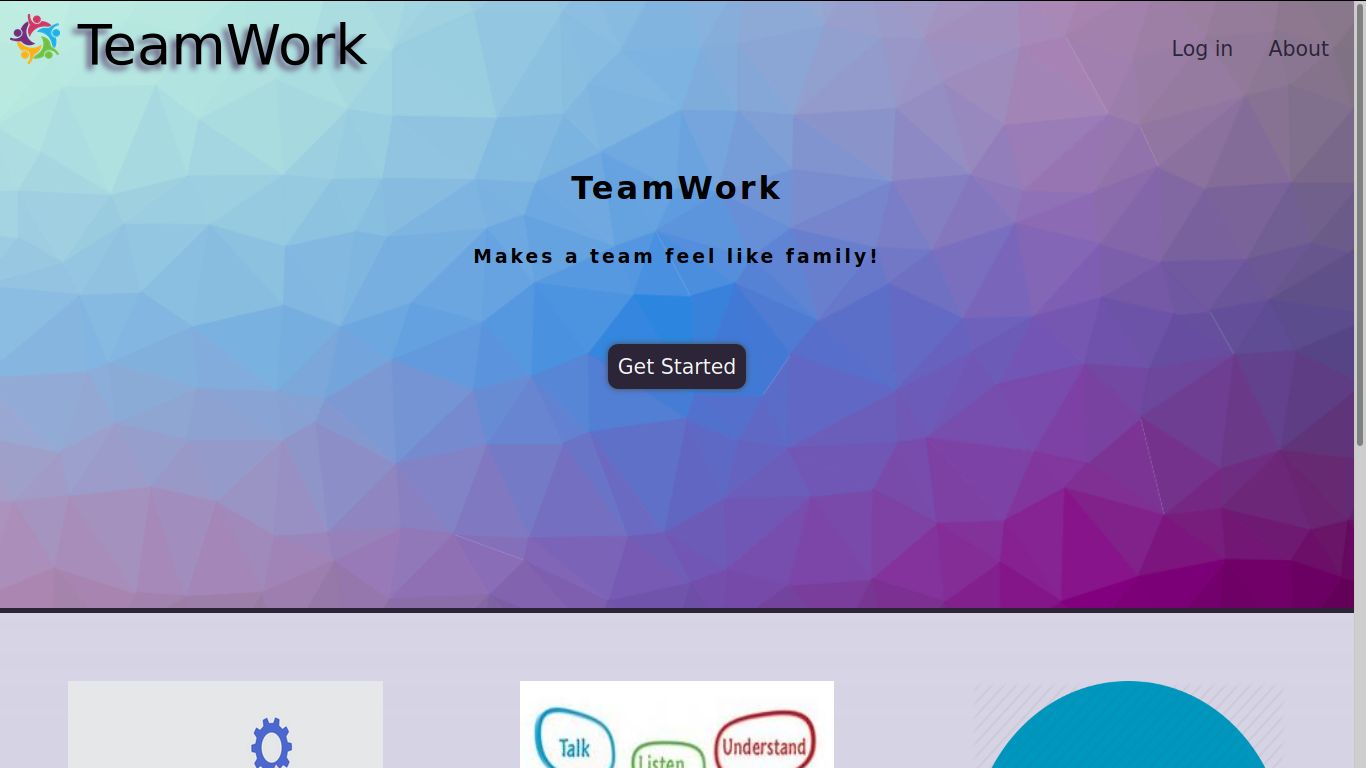 TeamWork
Log in
About
TeamWork
Makes a team feel like family!
Get Started
Talk
Listen
Understand